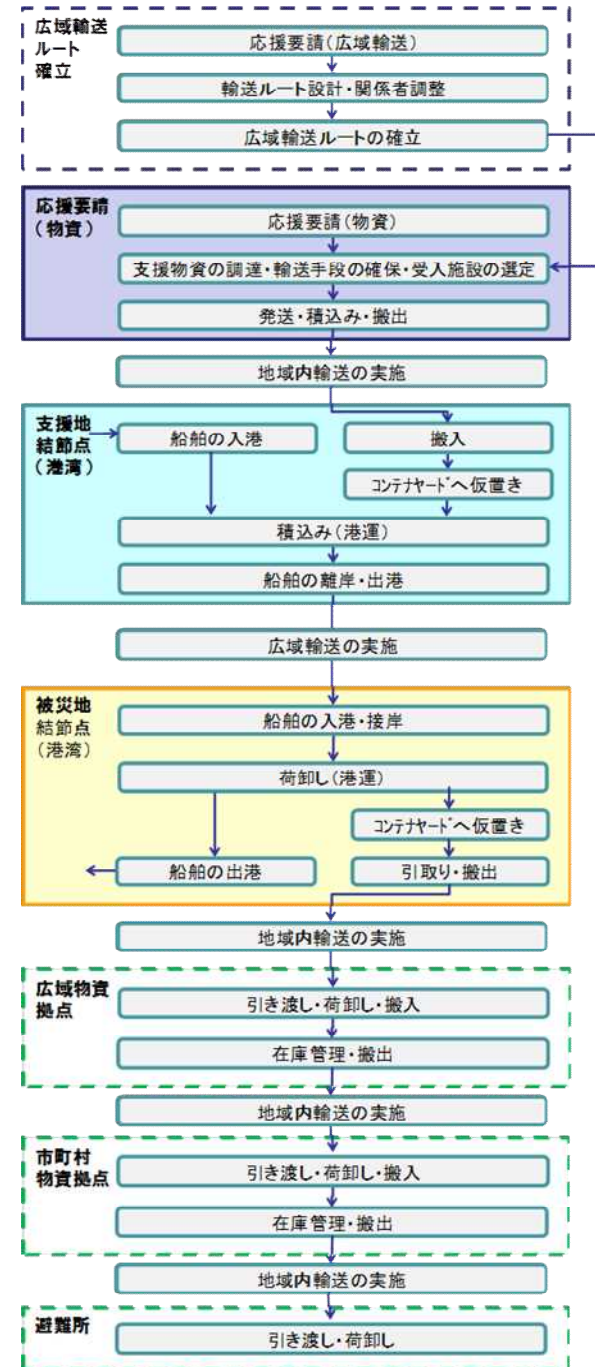 広域輸送
ルート
確立
応援要請(広域輸送)
輸送ルート設計・関係者調整
広域輸送ルートの確立
応援要請
(物資)
応援要請(物資)
支援物資の調達・輸送手段の確保・受入施設の選定
発送・積込み・搬出
地域内輸送の実施
支援地
結節点
(港湾)
船舶の入港
搬入
コンテナヤードへ仮置き
積込み(港運)
船舶の離岸・出港
広域輸送の実施
被災地
結節点
(港湾)
船舶の入港・接岸
荷卸し(港運)
コンテナヤードへ仮置き
船舶の出港
引取り・搬出
地域内輸送の実施
広域物資
拠点
引き渡し・荷卸し・搬入
在庫管理・搬出
地域内輸送の実施
市町村
物資拠点
引き渡し・荷卸し・搬入
在庫管理・搬出
地域内輸送の実施
避難所
引き渡し・荷卸し